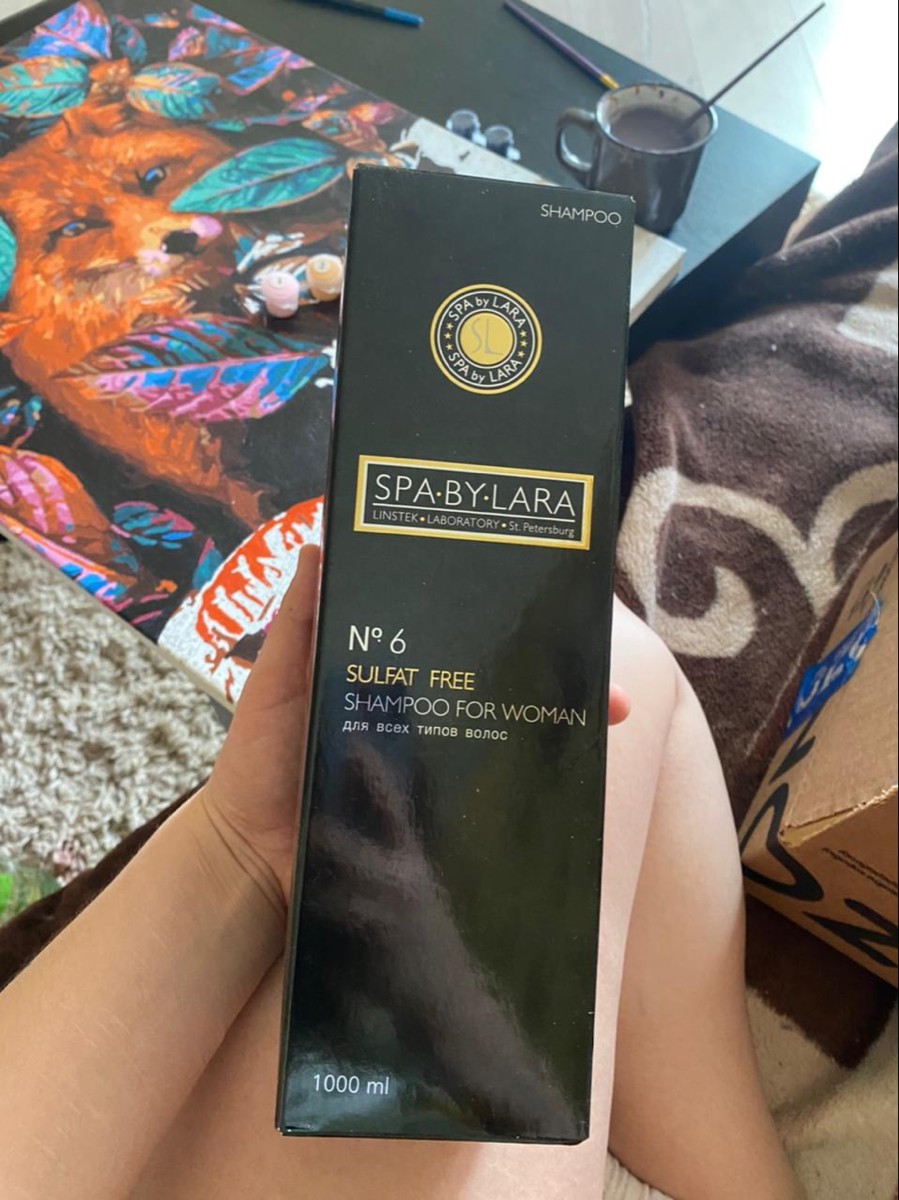 SHAMPOO
SPA by LARA
SL
SPA by LARA
SPA·BY·LARA
LINSTEK • LABORATORY • St. Petersburg
Nº 6
SULFAT FREE
SHAMPOO FOR WOMAN
для всех типов волос
1000 ml